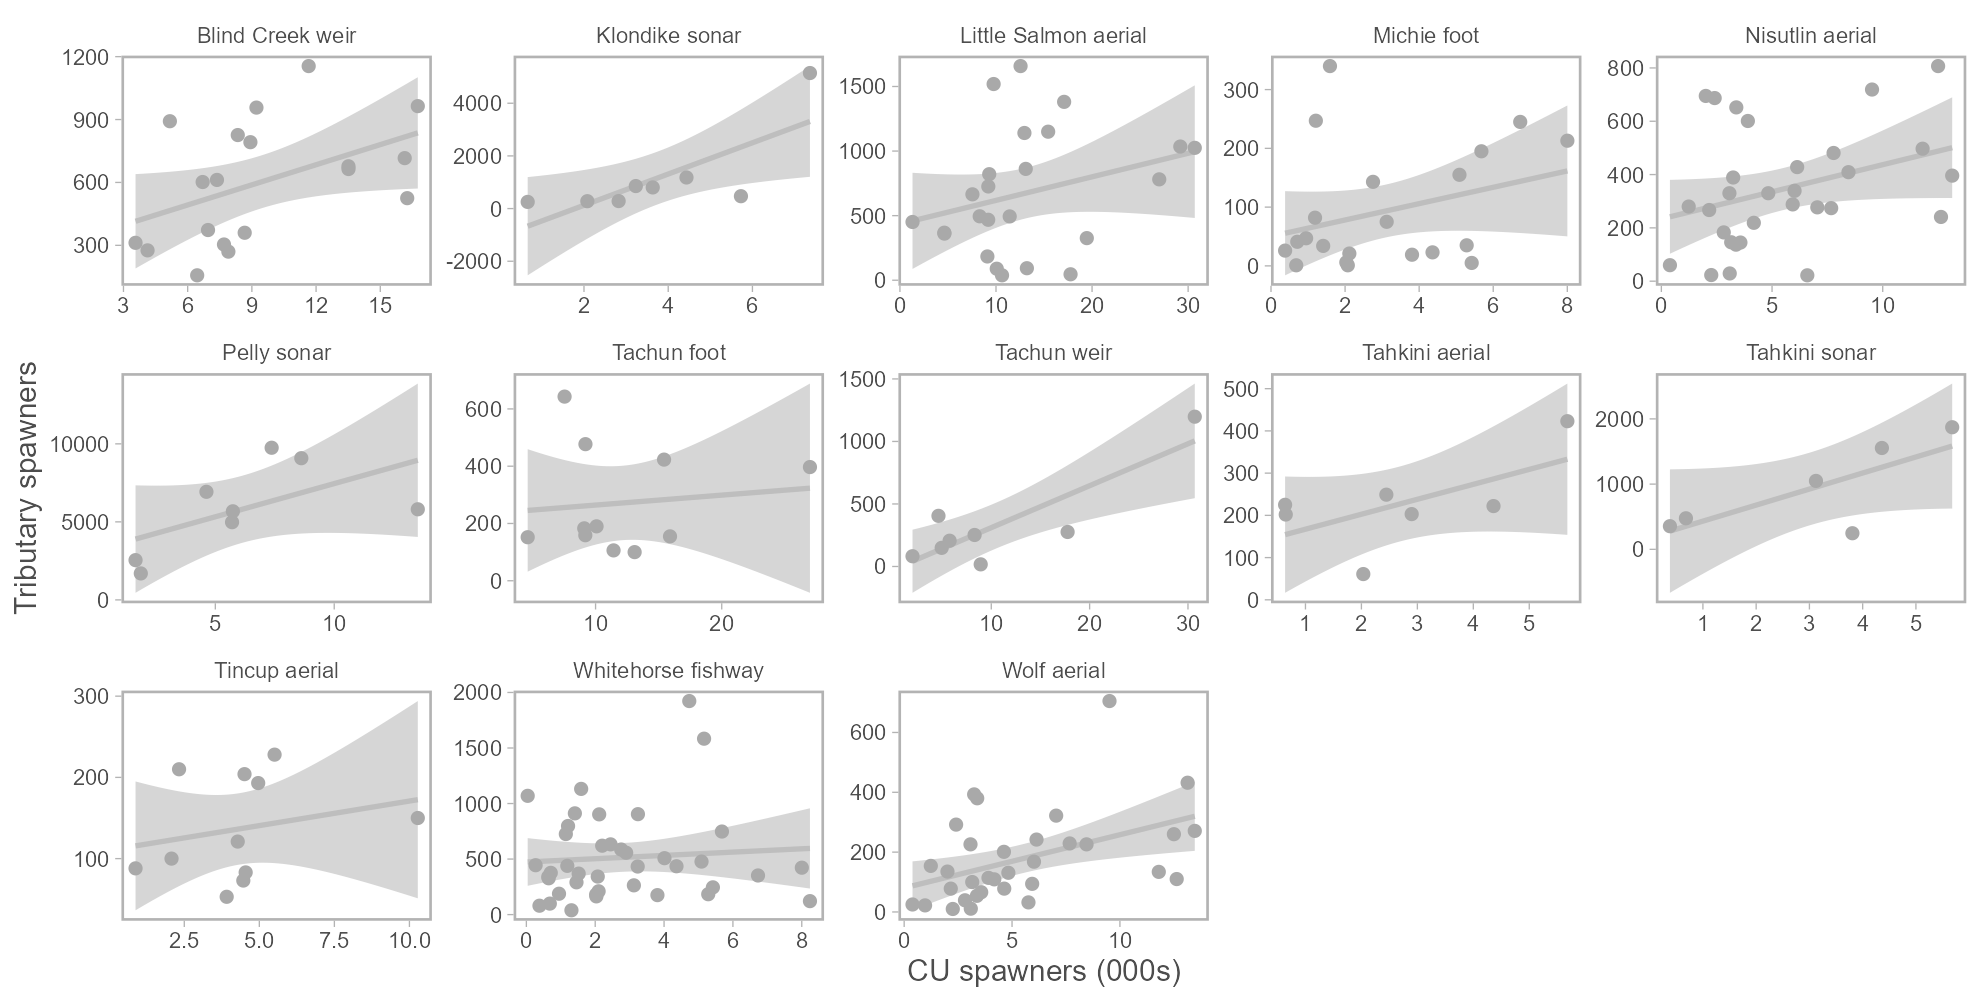 Blind Creek weir
Klondike sonar
Little Salmon aerial
Michie foot
Nisutlin aerial
1200
900
600
300
3 6 9 12 15
4000
2000
0
-2000
2 4 6
1500
1000
500
0
0 10 20 30
300
200
100
0
0 2 4 6 8
800
600
400
200
0
0 5 10
Pelly sonar
Tachun foot
Tachun weir
Tahkini aerial
Tahkini sonar
10000
5000
0
5 10
600
400
200
0
10 20
1500
1000
500
0
10 20 30
500
400
300
200
100
0
1 2 3 4 5
2000
1000
0
1 2 3 4 5
Tincup aerial
Whitehorse fishway
Wolf aerial
300
200
100
2.5 5.0 7.5 10.0
2000
1500
1000
500
0
0 2 4 6 8
600
400
200
0
0 5 10
Tributary spawners
CU spawners (000s)